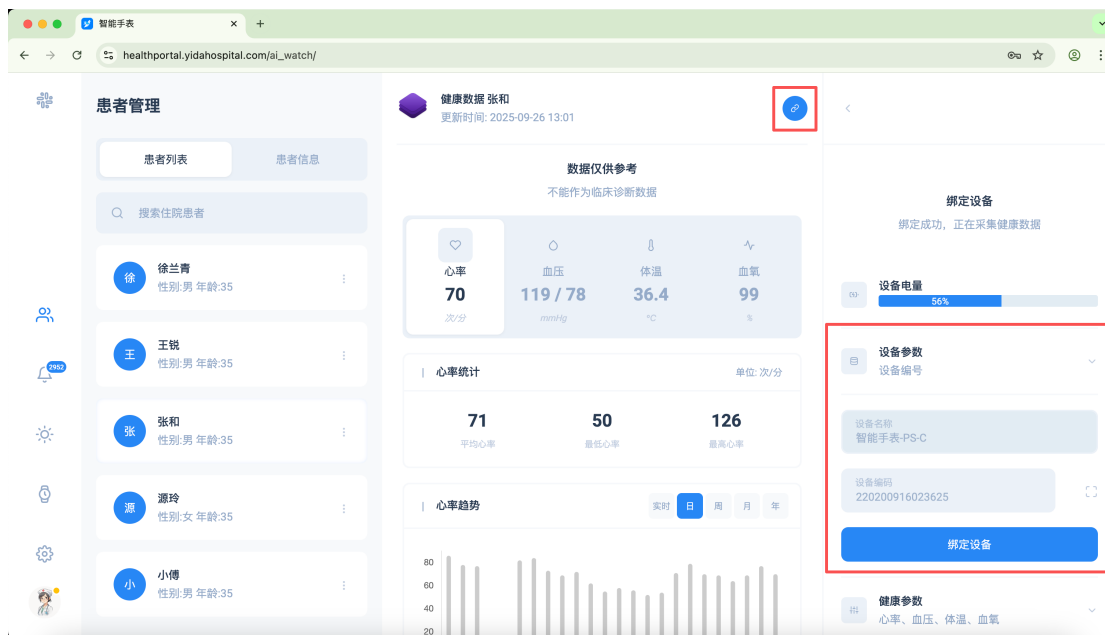 智能手表
healthportal.yidahospital.com/ai_watch/
患者管理
患者列表
患者信息
搜索住院患者
徐
徐兰青
性别:男 年龄:35
王
王锐
性别:男 年龄:35
张
张和
性别:男 年龄:35
源
源玲
性别:女 年龄:35
小
小傅
性别:男 年龄:35
2952
健康数据 张和
更新时间: 2025-09-26 13:01
数据仅供参考
不能作为临床诊断数据
心率
70
次/分
血压
119 / 78
mmHg
体温
36.4
°C
血氧
99
%
心率统计
单位: 次/分
71
平均心率
50
最低心率
126
最高心率
心率趋势
实时
日
周
月
年
80
60
40
20
绑定设备
绑定成功，正在采集健康数据
设备电量
56%
设备参数
设备编号
设备名称
智能手表-PS-C
设备编码
220200916023625
绑定设备
健康参数
心率、血压、体温、血氧